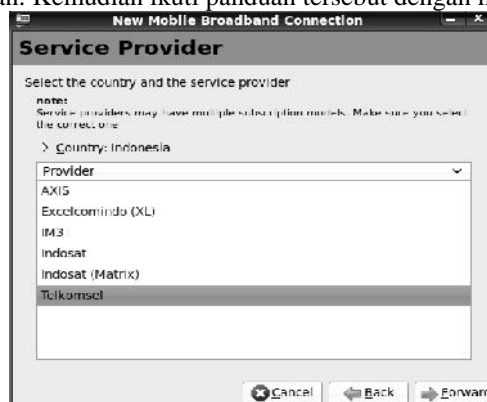 Kemudian ikuti panduan tersebut dengan
New Mobile Broadband Connection
Service Provider
Select the country and the service provider
note:
Service providers may have multiple subscription models. Make sure you select
the correct one
> Country: Indonesia
Provider
AXIS
Excelcomindo (XL)
IM3
Indosat
Indosat (Matrix)
Telkomsel
Cancel Back Forwar